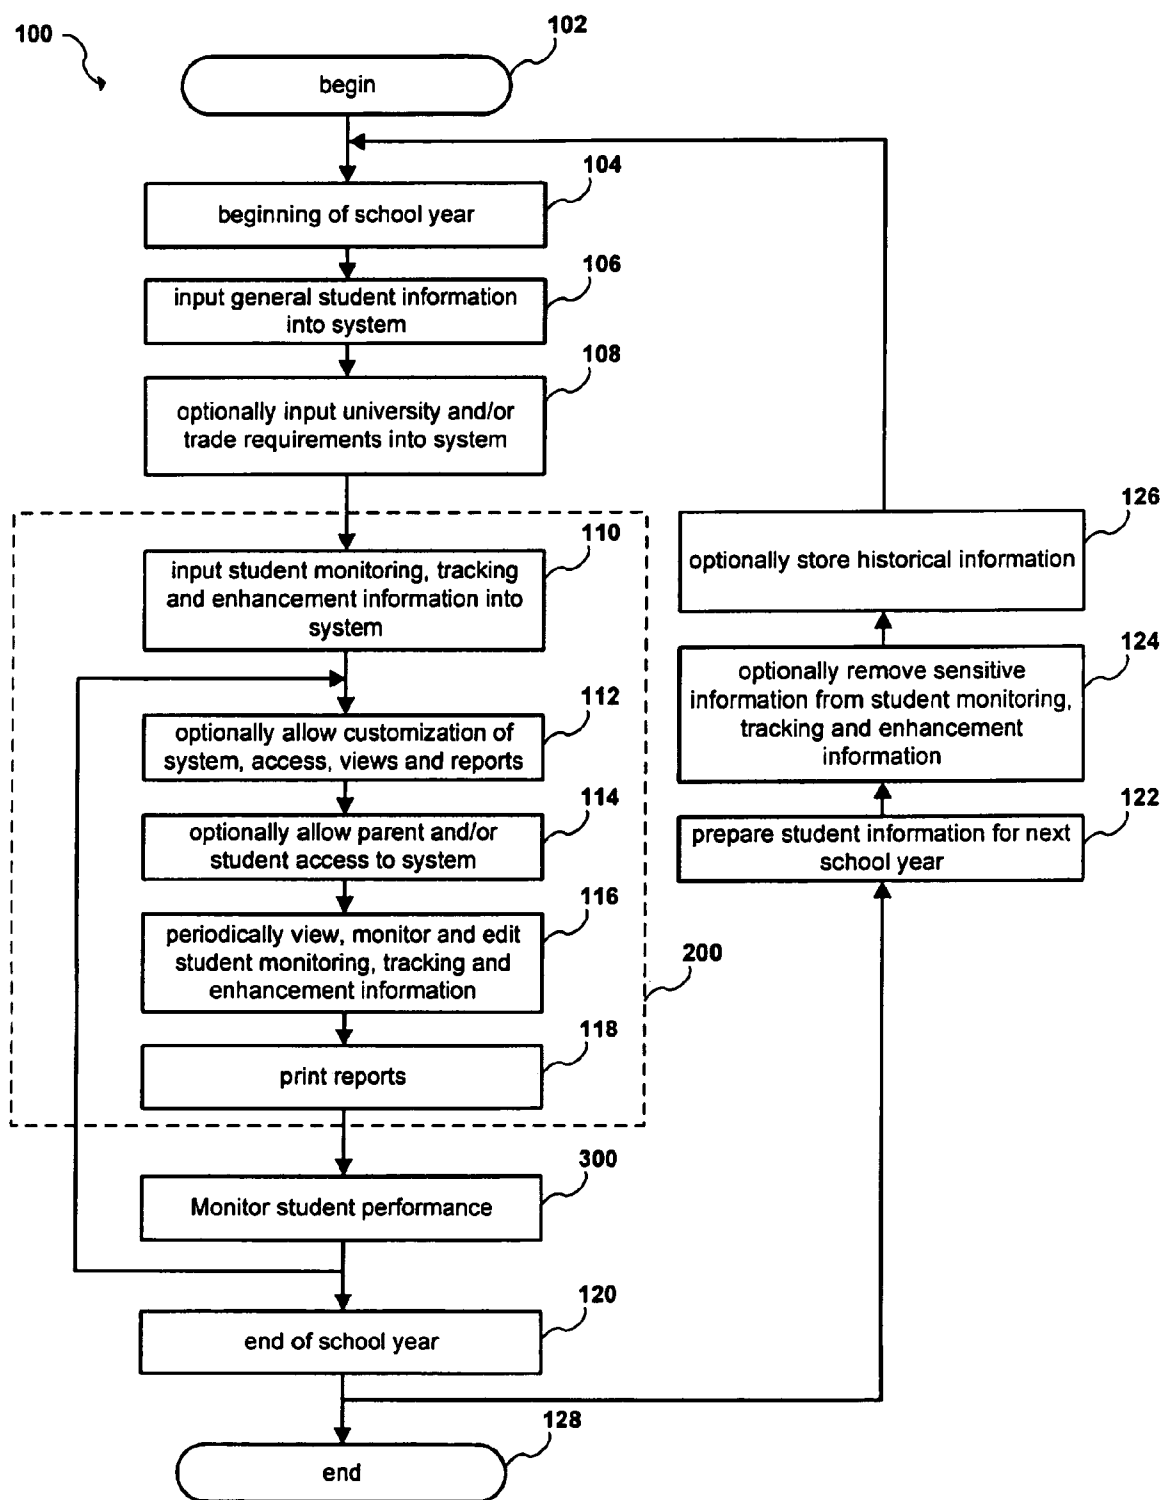 100
102
begin
104
beginning of school year
106
input general student information
into system
108
optionally input university and/or
trade requirements into system
110
input student monitoring, tracking
and enhancement information into
system
112
optionally allow customization of
system, access, views and reports
114
optionally allow parent and/or
student access to system
116
periodically view, monitor and edit
student monitoring, tracking and
enhancement information
200
118
print reports
300
Monitor student performance
120
end of school year
128
end
126
optionally store historical information
124
optionally remove sensitive
information from student monitoring,
tracking and enhancement
information
122
prepare student information for next
school year